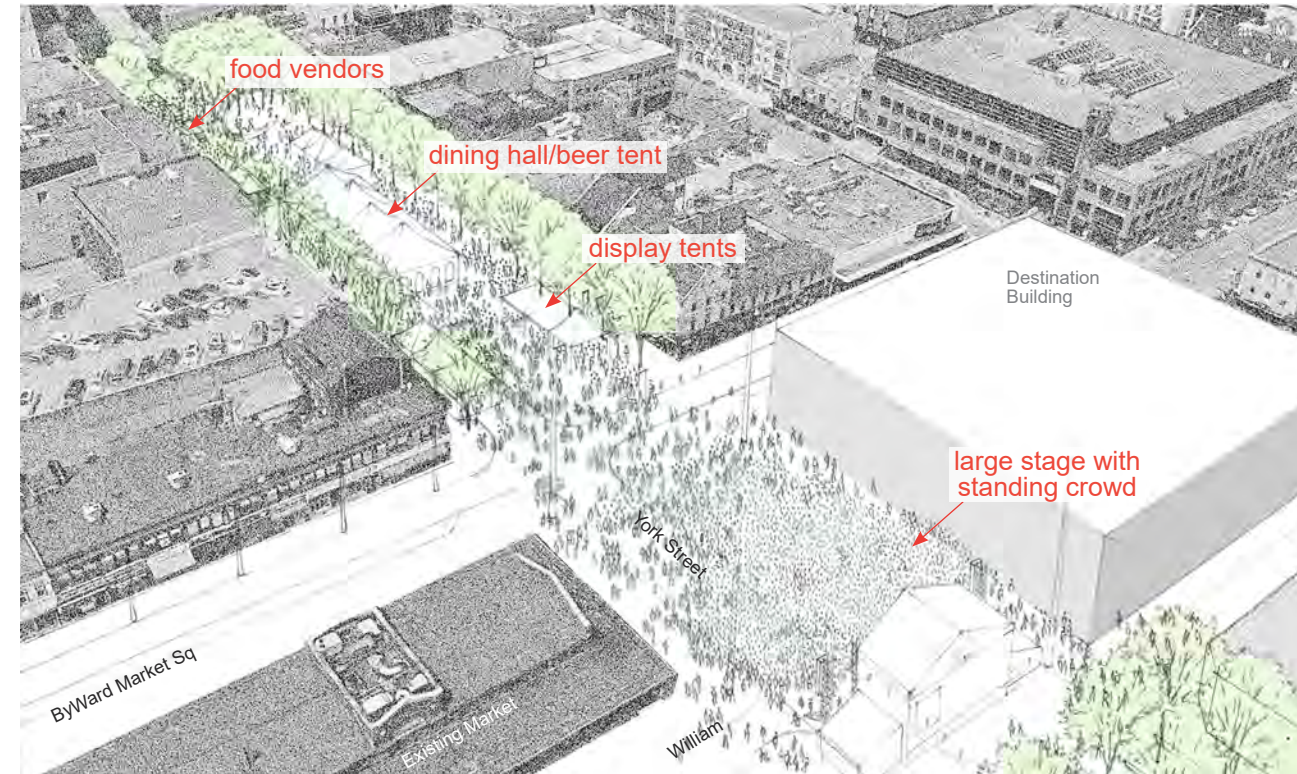 food vendors
dining hall/beer tent
display tents
Destination
Building
large stage with
standing crowd
York Street
ByWard Market Sq
Existing Market
William